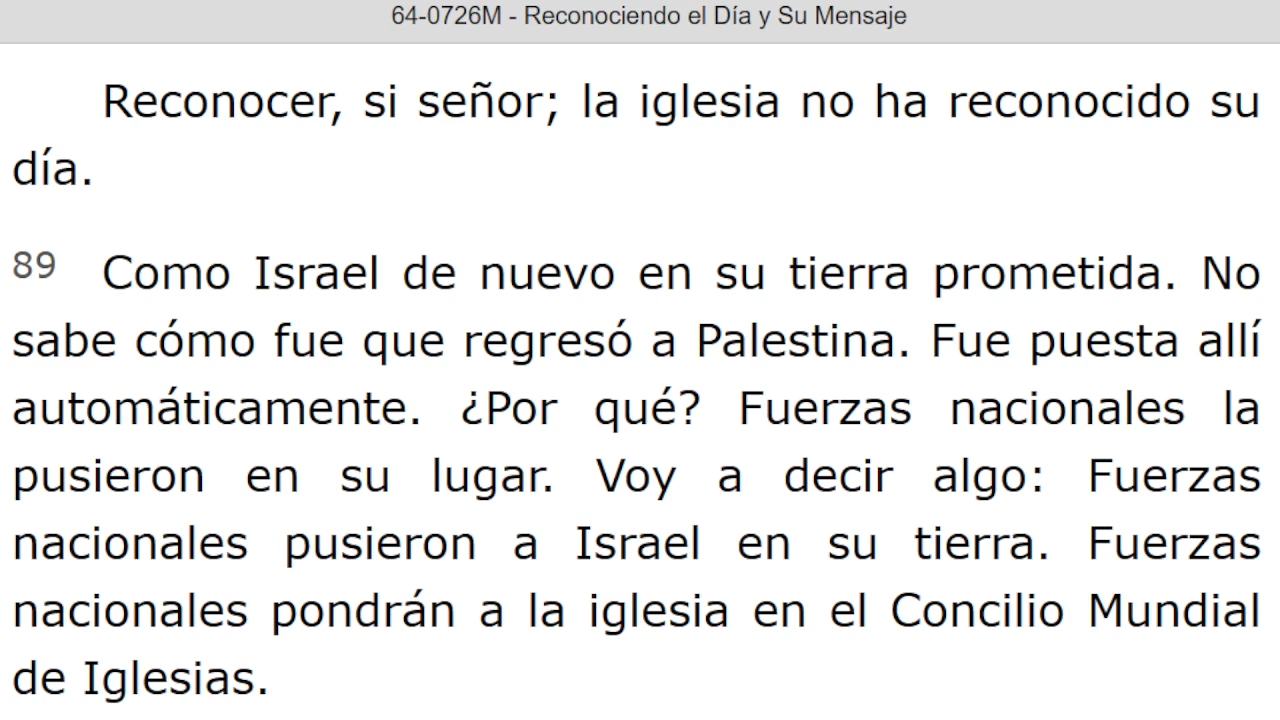 64-0726M - Reconociendo el Día y Su Mensaje
Reconocer, si señor; la iglesia no ha reconocido su
día.
89 Como Israel de nuevo en su tierra prometida. No
sabe cómo fue que regresó a Palestina. Fue puesta allí
automáticamente. ¿Por qué? Fuerzas nacionales la
pusieron en su lugar. Voy a decir algo: Fuerzas
nacionales pusieron a Israel en su tierra. Fuerzas
nacionales pondrán a la iglesia en el Concilio Mundial
de Iglesias.